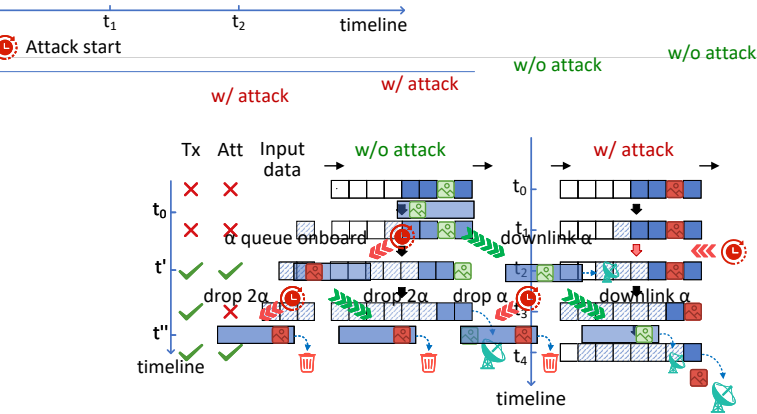 t1 t2 timeline
Attack start
w/o attack
w/o attack
w/ attack
w/ attack
Tx Att Input data w/o attack w/ attack
t0
t0
t1
α queue onboard
downlink α
t'
t2
drop 2α drop 2α drop α downlink α
t3
t''
t4
timeline
timeline